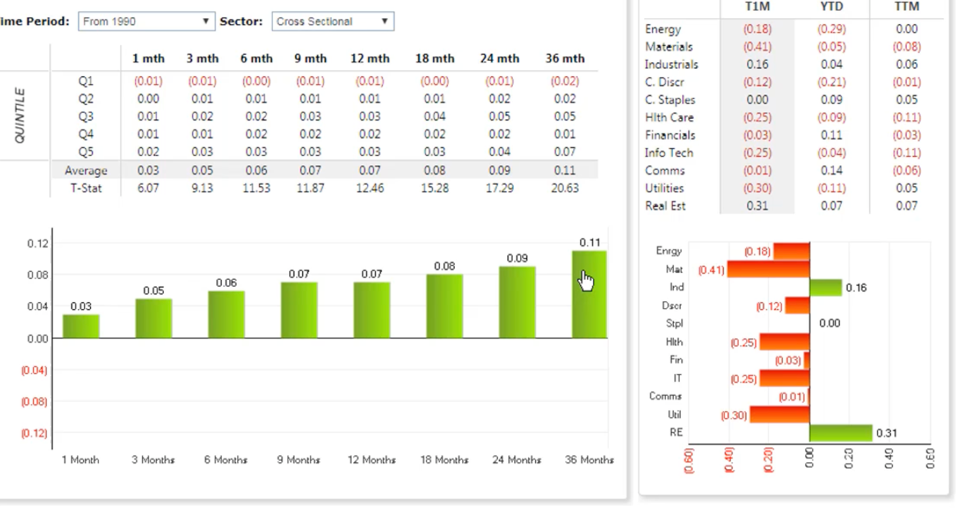 ime Period: From 1990 Sector: Cross Sectional
1 mth 3 mth 6 mth 9 mth 12 mth 18 mth 24 mth 36 mth
QUINTILE
Q1 (0.01) (0.01) (0.00) (0.01) (0.01) (0.00) (0.01) (0.02)
Q2 0.00 0.01 0.01 0.01 0.01 0.01 0.02 0.02
Q3 0.01 0.02 0.02 0.03 0.03 0.04 0.05 0.05
Q4 0.01 0.01 0.02 0.02 0.02 0.02 0.02 0.01
Q5 0.02 0.03 0.03 0.03 0.03 0.03 0.04 0.07
Average 0.03 0.05 0.06 0.07 0.07 0.08 0.09 0.11
T-Stat 6.07 9.13 11.53 11.87 12.46 15.28 17.29 20.63
0.12
0.08
0.04
0.00
(0.04)
(0.08)
(0.12)
0.03 0.05 0.06 0.07 0.07 0.08 0.09 0.11
1 Month 3 Months 6 Months 9 Months 12 Months 18 Months 24 Months 36 Months
T1M YTD TTM
Energy (0.18) (0.29) 0.00
Materials (0.41) (0.05) (0.08)
Industrials 0.16 0.04 0.06
C. Discr (0.12) (0.21) (0.01)
C. Staples 0.00 0.09 0.05
Hlth Care (0.25) (0.09) (0.11)
Financials (0.03) 0.11 (0.03)
Info Tech (0.25) (0.04) (0.11)
Comms (0.01) 0.14 (0.06)
Utilities (0.30) (0.11) 0.05
Real Est 0.31 0.07 0.07
Enrgy (0.18)
Mat (0.41)
Ind 0.16
Dscr (0.12)
Stpl 0.00
Hlth (0.25)
Fin (0.03)
IT (0.25)
Comms (0.01)
Util (0.30)
RE 0.31
(0.60) (0.40) (0.20) 0.00 0.20 0.40 0.60